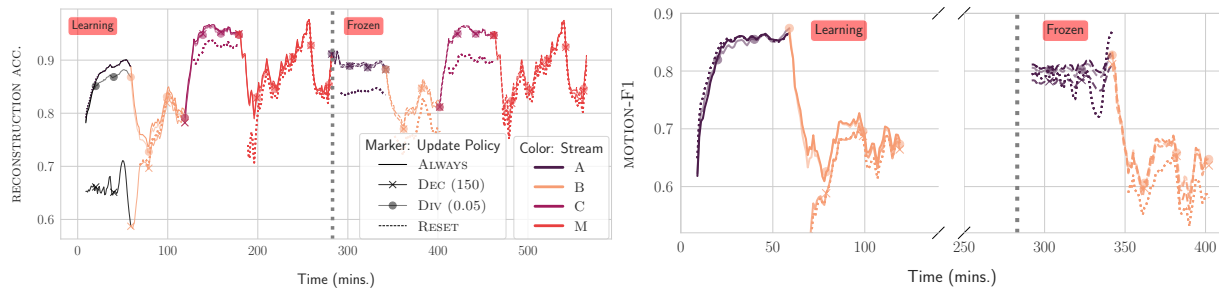 Learning
Frozen
RECONSTRUCTION ACC.
0.9
0.8
0.7
0.6
0
100
200
300
400
500
Time (mins.)
Marker: Update Policy
ALWAYS
DEC (150)
DIV (0.05)
RESET
Color: Stream
A
B
C
M
Learning
Frozen
MOTION-F1
0.9
0.8
0.7
0.6
0
50
100
250
300
350
400
Time (mins.)